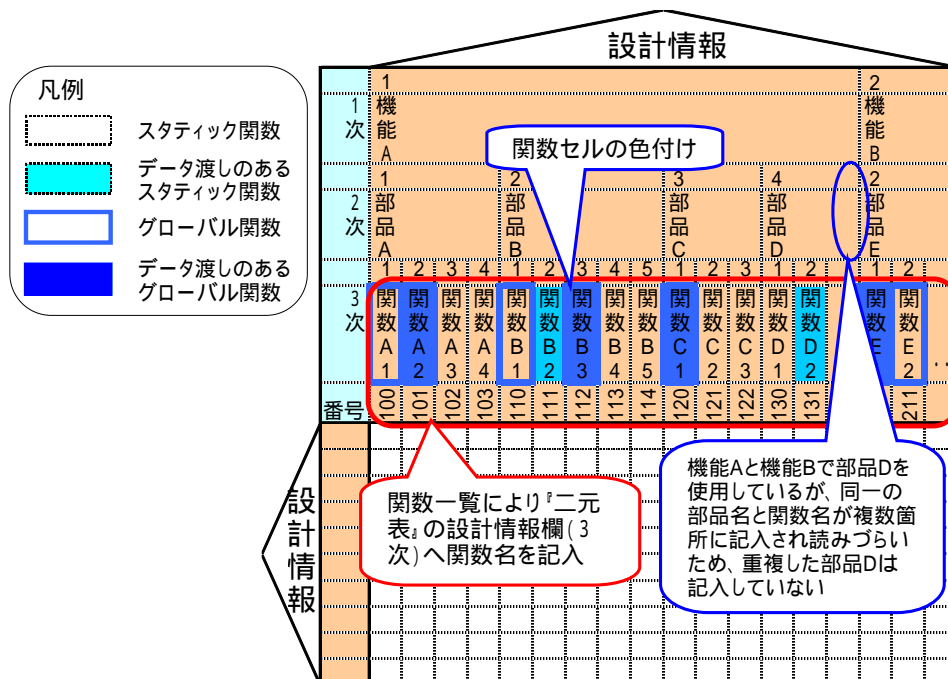 設計情報
凡例
スタティック関数
データ渡しのある
スタティック関数
グローバル関数
データ渡しのある
グローバル関数
1次
1
機能A
2
機能B
関数セルの色付け
2次
1
部品A
2
部品B
3
部品C
4
部品D
2
部品E
1 2 3 4 1 2 3 4 5 1 2 3 1 2 1 2
3次
関数A1
関数A2
関数A3
関数A4
関数B1
関数B2
関数B3
関数B4
関数B5
関数C1
関数C2
関数C3
関数D1
関数D2
関数E
関数E2
‥
番号
100 101 102 103 110 111 112 113 114 120 121 122 130 131 211
設計情報
関数一覧により『二元
表』の設計情報欄(3
次)へ関数名を記入
機能Aと機能Bで部品Dを
使用しているが、同一の
部品名と関数名が複数箇
所に記入され読みづらい
ため、重複した部品Dは
記入していない